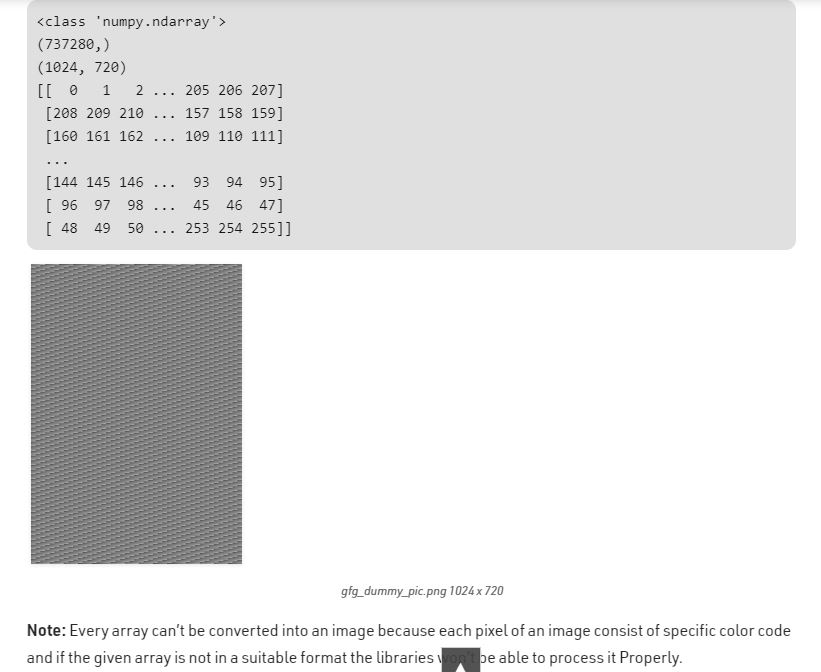 <class 'numpy.ndarray'>
(737280,)
(1024, 720)
[[  0   1   2 ... 205 206 207]
 [208 209 210 ... 157 158 159]
 [160 161 162 ... 109 110 111]
 ...
 [144 145 146 ...  93  94  95]
 [ 96  97  98 ...  45  46  47]
 [ 48  49  50 ... 253 254 255]]
gfg_dummy_pic.png 1024 x 720
Note: Every array can't be converted into an image because each pixel of an image consist of specific color code
and if the given array is not in a suitable format the libraries won't be able to process it Properly.